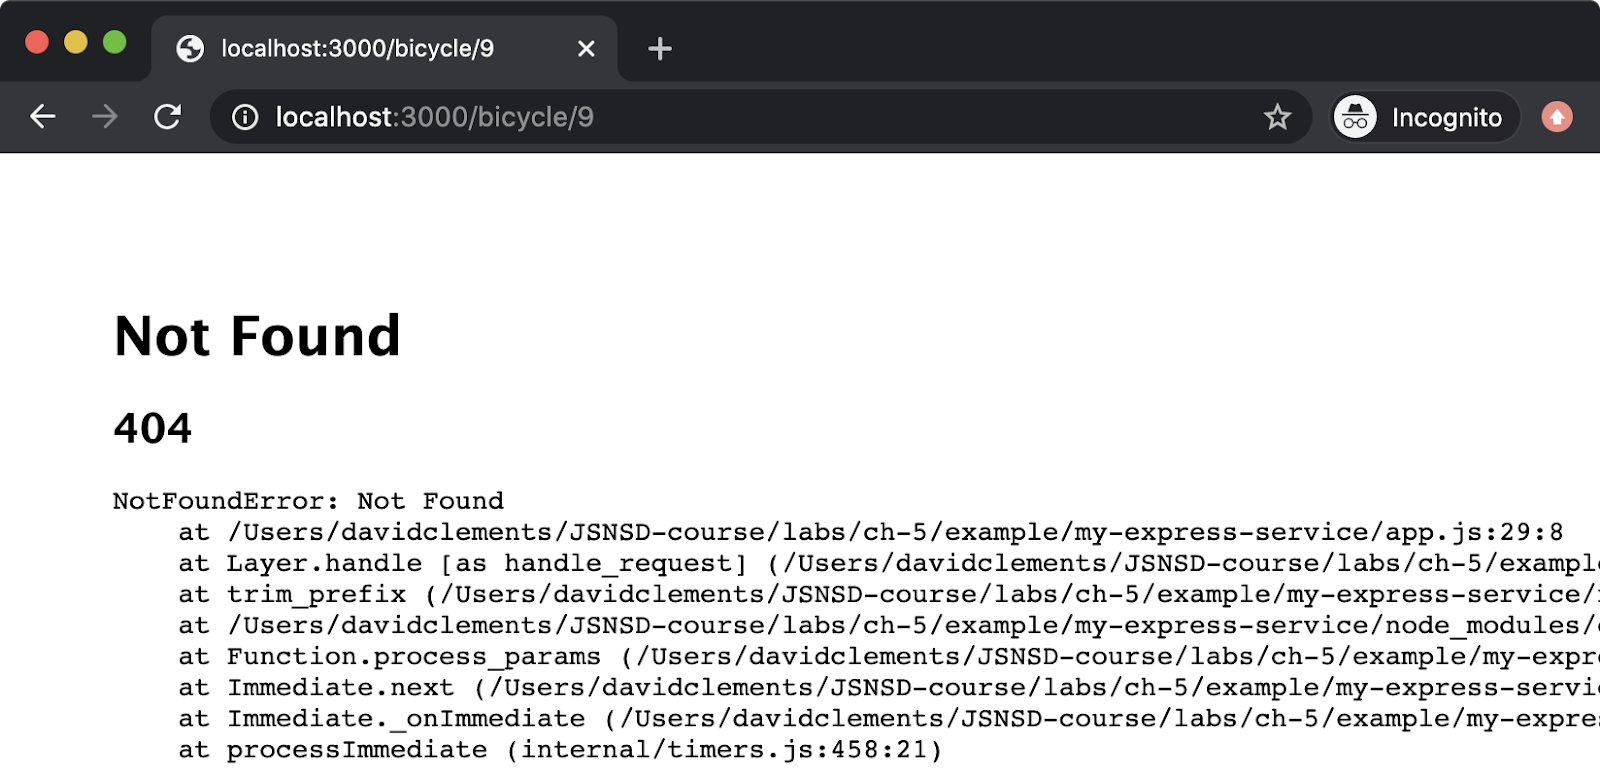 localhost:3000/bicycle/9
localhost:3000/bicycle/9
Incognito
Not Found
404
NotFoundError: Not Found
at /Users/davidclements/JSNSD-course/labs/ch-5/example/my-express-service/app.js:29:8
at Layer.handle [as handle_request] (/Users/davidclements/JSNSD-course/labs/ch-5/exampl
at trim_prefix (/Users/davidclements/JSNSD-course/labs/ch-5/example/my-express-service/
at /Users/davidclements/JSNSD-course/labs/ch-5/example/my-express-service/node_modules/
at Function.process_params (/Users/davidclements/JSNSD-course/labs/ch-5/example/my-expr
at Immediate.next (/Users/davidclements/JSNSD-course/labs/ch-5/example/my-express-servi
at Immediate._onImmediate (/Users/davidclements/JSNSD-course/labs/ch-5/example/my-expre
at processImmediate (internal/timers.js:458:21)